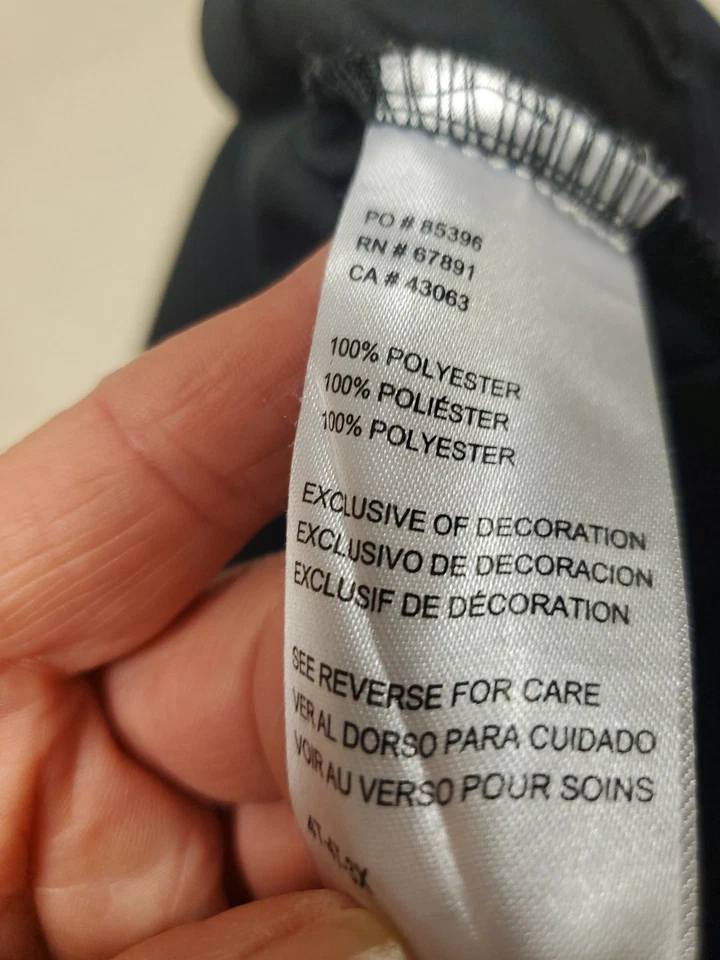 PO # 85396
RN # 67891
CA # 43063
100% POLYESTER
100% POLIÉSTER
100% POLYESTER
EXCLUSIVE OF DECORATION
EXCLUSIVO DE DECORACION
EXCLUSIF DE DÉCORATION
SEE REVERSE FOR CARE
VER AL DORSO PARA CUIDADO
VOIR AU VERSO POUR SOINS